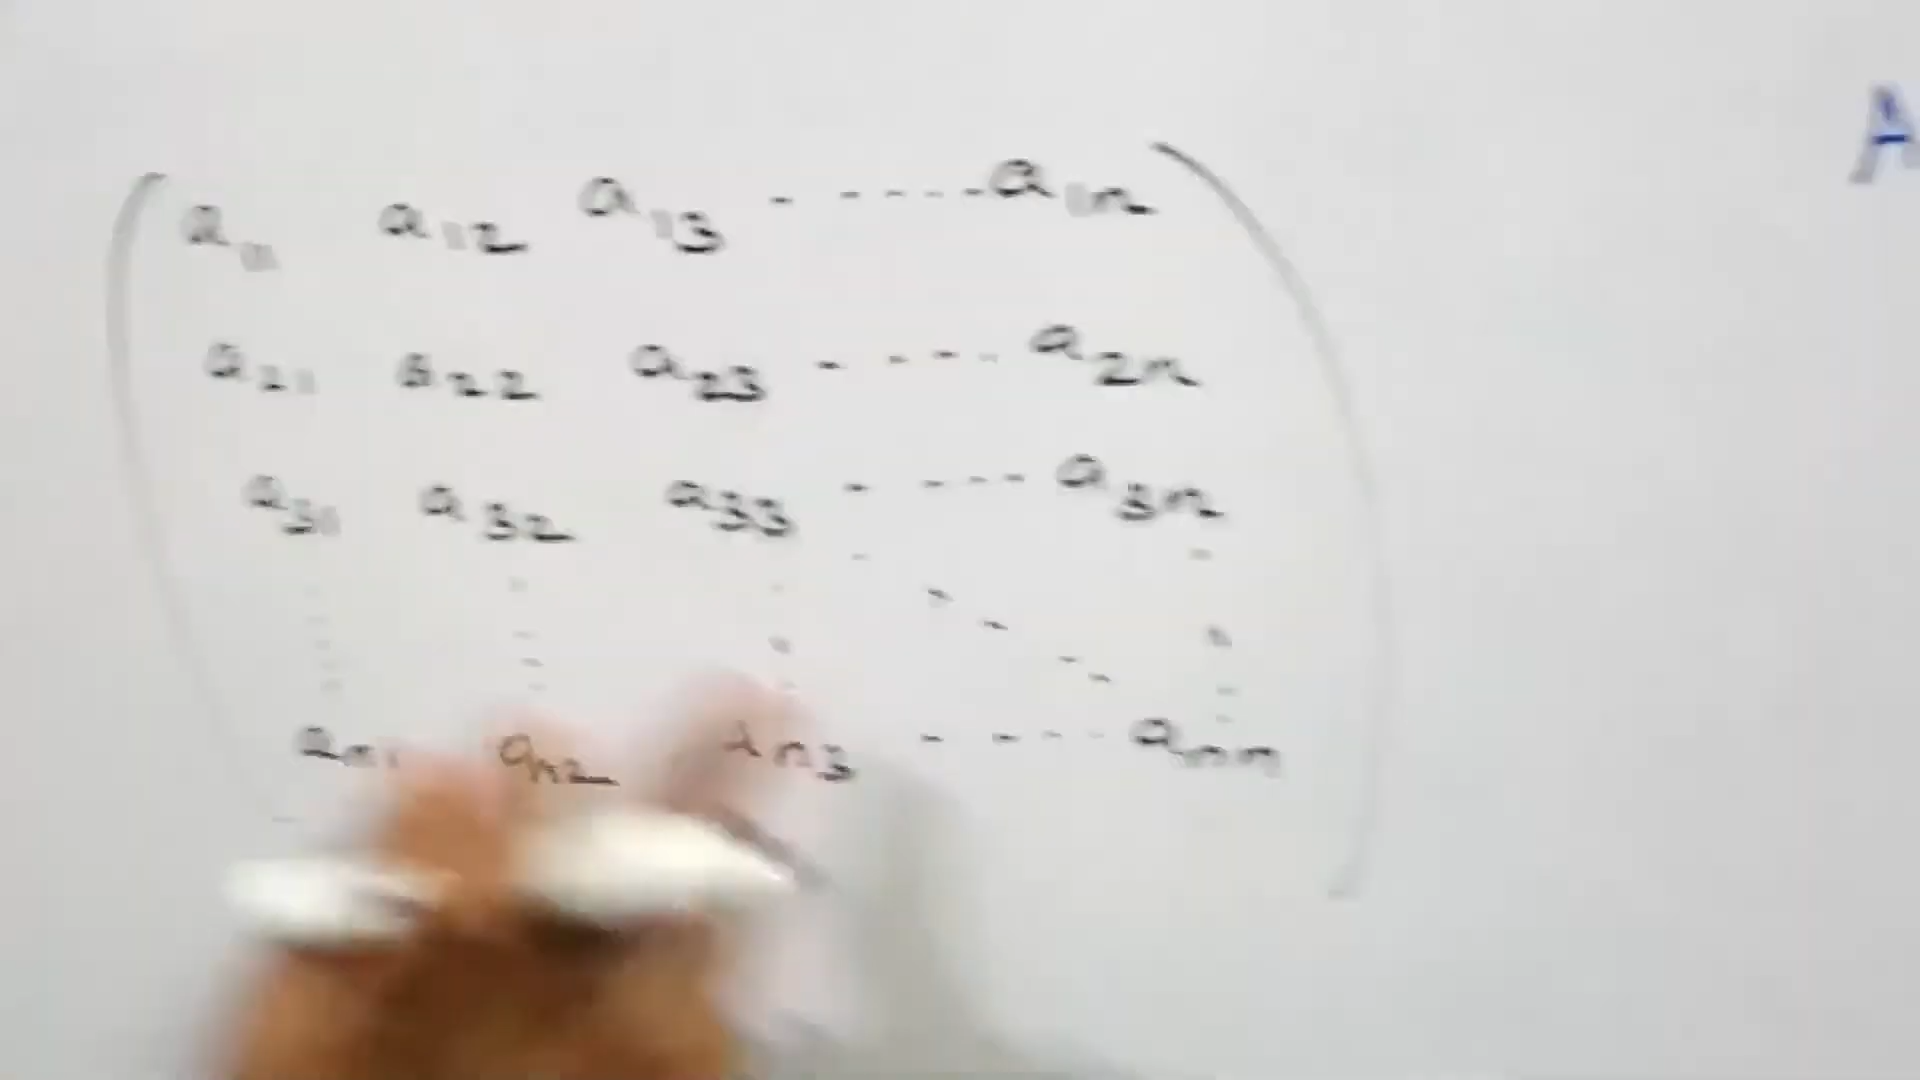 A
a₁₁ a₁₂ a₁₃ - - - - - a₁ₙ
a₂₁ a₂₂ a₂₃ - - - - a₂ₙ
a₃₁ a₃₂ a₃₃ - - - - a₃ₙ
aₙ₁ aₙ₂ aₙ₃ - - - - aₙₙ